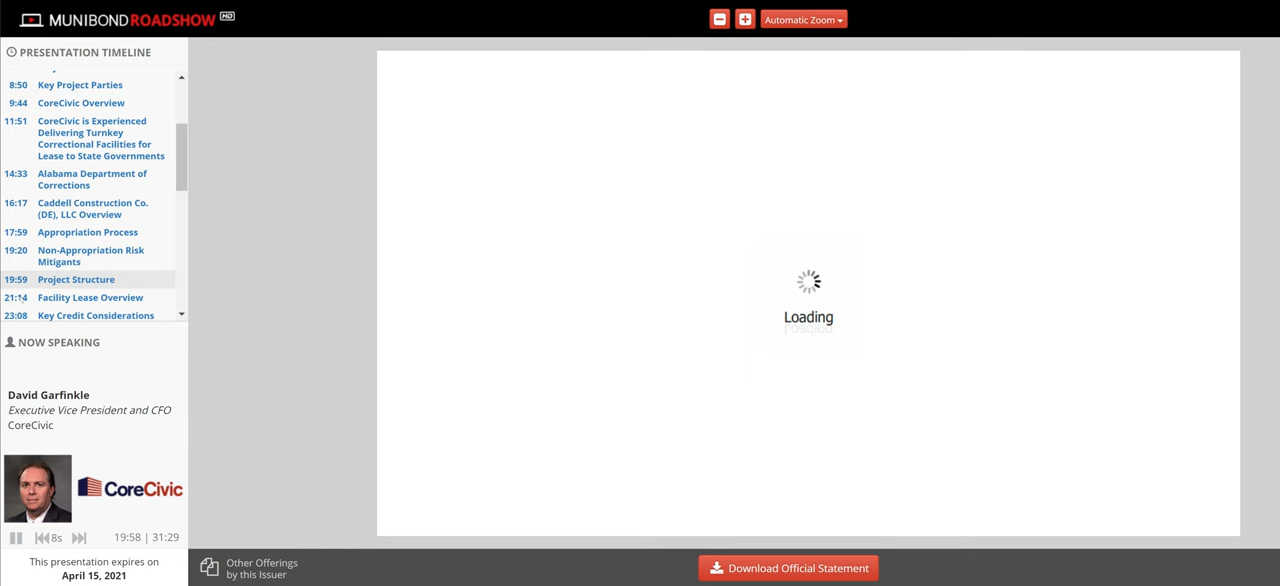 MUNIBONDROADSHOW HD
Automatic Zoom
PRESENTATION TIMELINE
8:50 Key Project Parties
9:44 CoreCivic Overview
11:51 CoreCivic is Experienced
Delivering Turnkey
Correctional Facilities for
Lease to State Governments
14:33 Alabama Department of
Corrections
16:17 Caddell Construction Co.
(DE), LLC Overview
17:59 Appropriation Process
19:20 Non-Appropriation Risk
Mitigants
19:59 Project Structure
21:14 Facility Lease Overview
23:08 Key Credit Considerations
Loading
NOW SPEAKING
David Garfinkle
Executive Vice President and CFO
CoreCivic
CoreCivic
8s 19:58 | 31:29
This presentation expires on
April 15, 2021
Other Offerings
by this Issuer
Download Official Statement